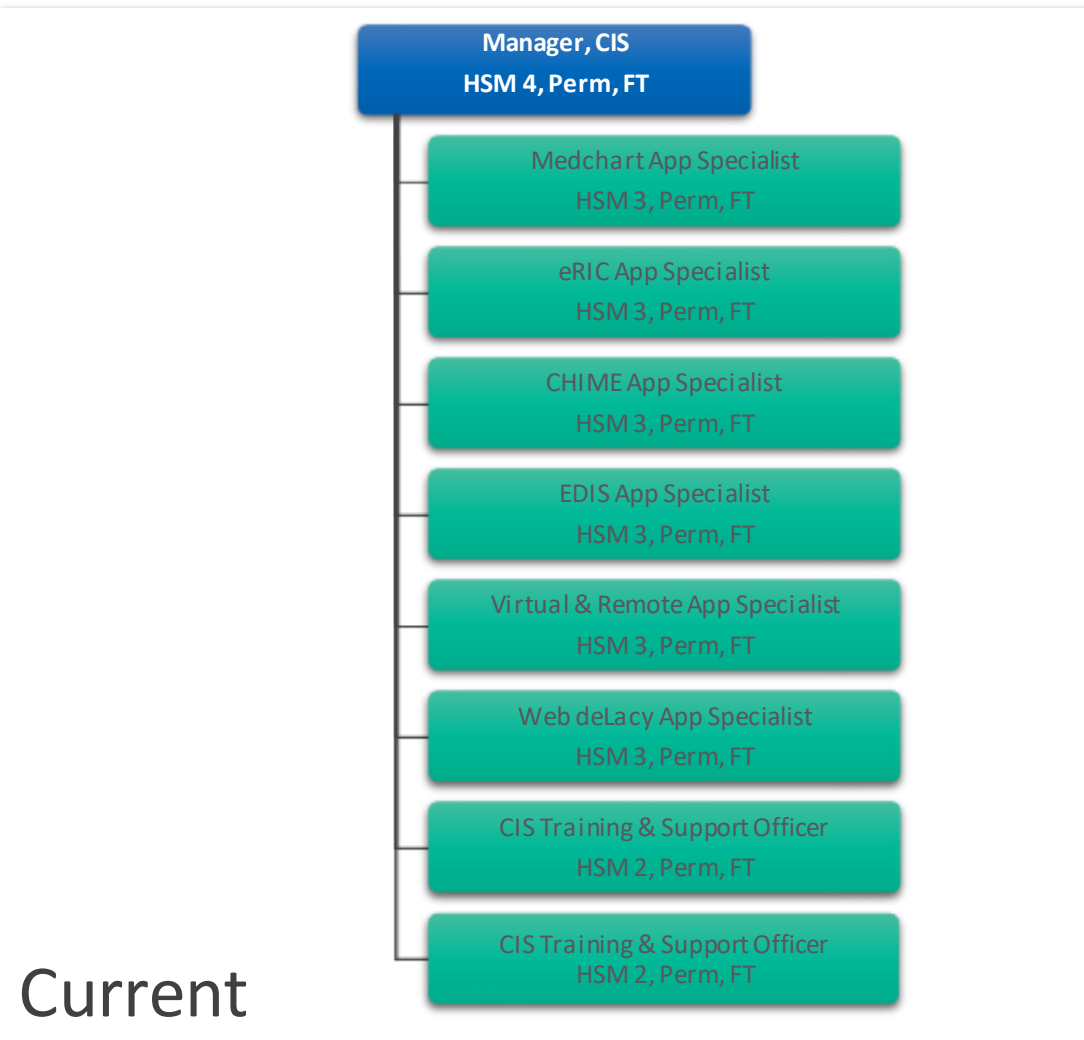 Manager, CIS
HSM 4, Perm, FT
Medchart App Specialist
HSM 3, Perm, FT
eRIC App Specialist
HSM 3, Perm, FT
CHIME App Specialist
HSM 3, Perm, FT
EDIS App Specialist
HSM 3, Perm, FT
Virtual & Remote App Specialist
HSM 3, Perm, FT
Web deLacy App Specialist
HSM 3, Perm, FT
CIS Training & Support Officer
HSM 2, Perm, FT
CIS Training & Support Officer
HSM 2, Perm, FT
Current